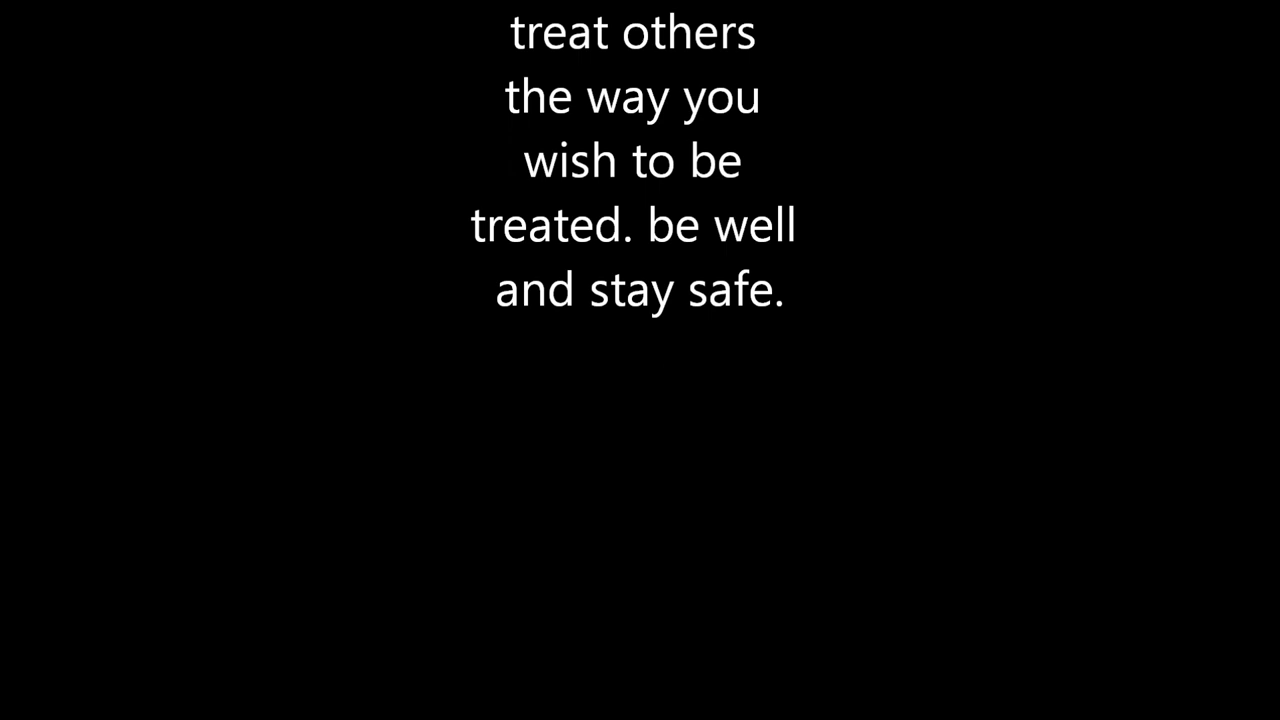 treat others
the way you
wish to be
treated. be well
and stay safe.